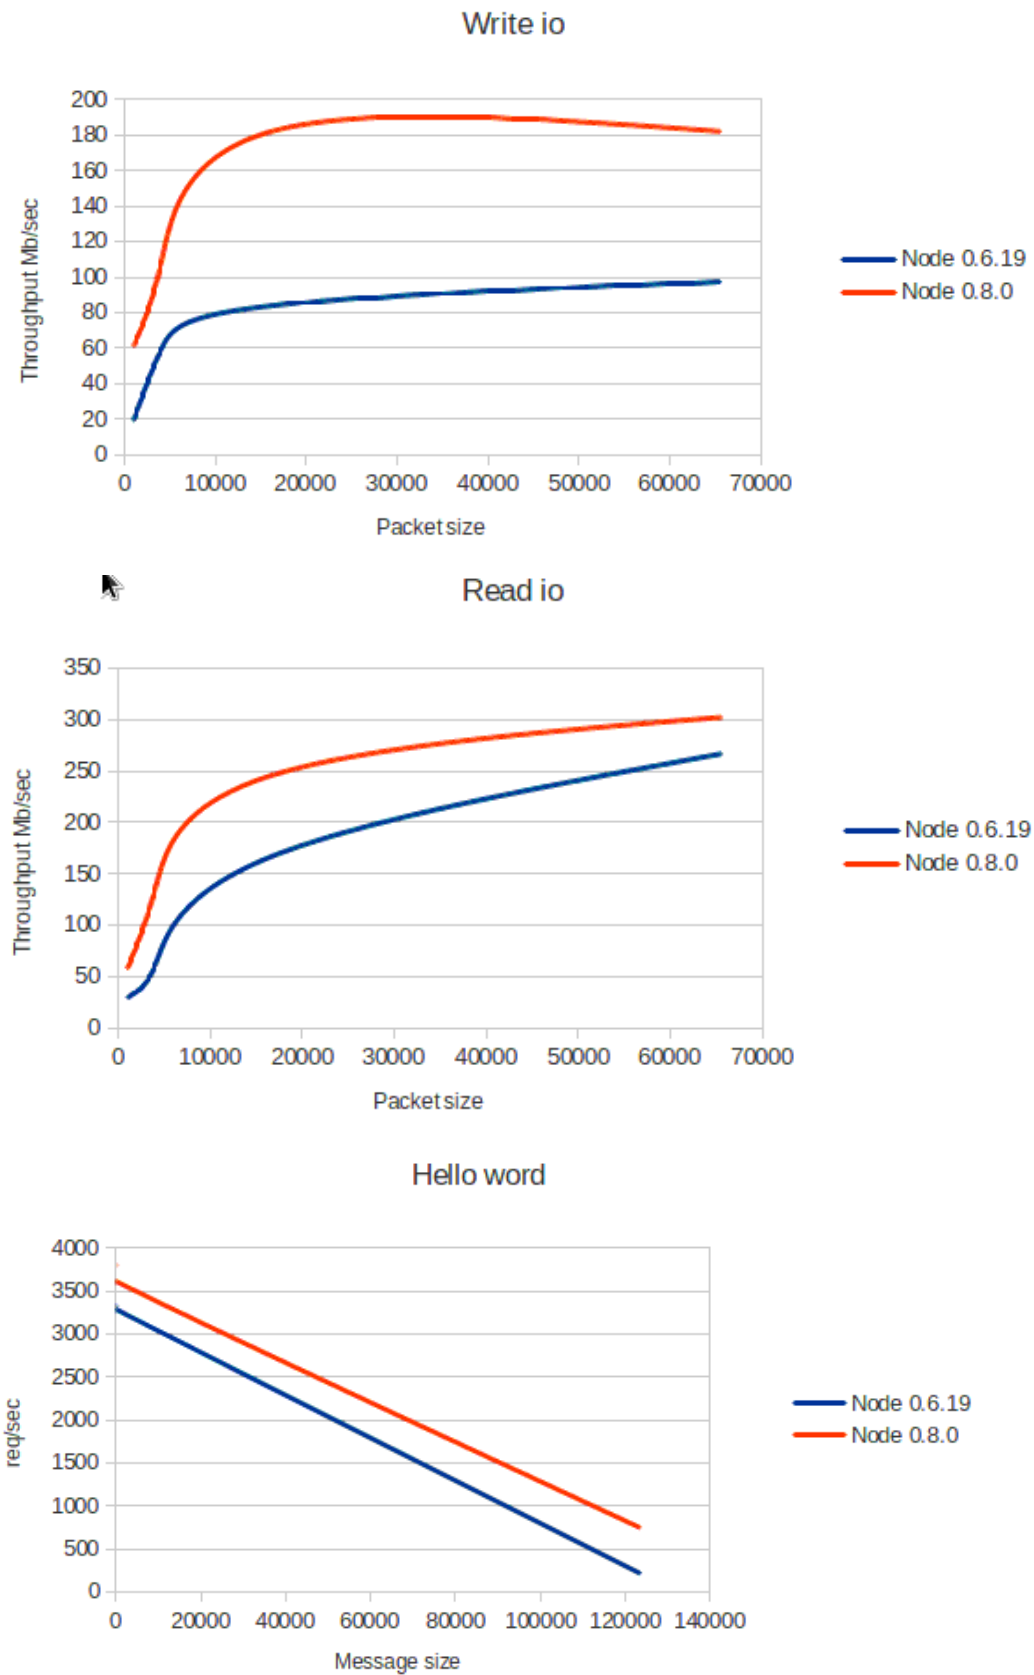 Write io
200
180
160
140
120
100
80
60
40
20
0
Throughput Mb/sec
0 10000 20000 30000 40000 50000 60000 70000
Packet size
Node 0.6.19
Node 0.8.0
Read io
350
300
250
200
150
100
50
0
Throughput Mb/sec
0 10000 20000 30000 40000 50000 60000 70000
Packet size
Node 0.6.19
Node 0.8.0
Hello word
4000
3500
3000
2500
2000
1500
1000
500
0
req/sec
0 20000 40000 60000 80000 100000 120000 140000
Message size
Node 0.6.19
Node 0.8.0